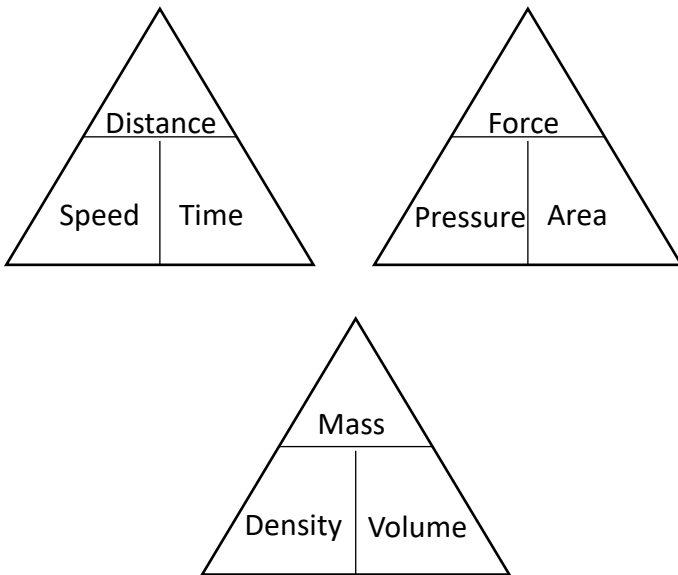 Distance
Speed Time
Force
Pressure Area
Mass
Density Volume